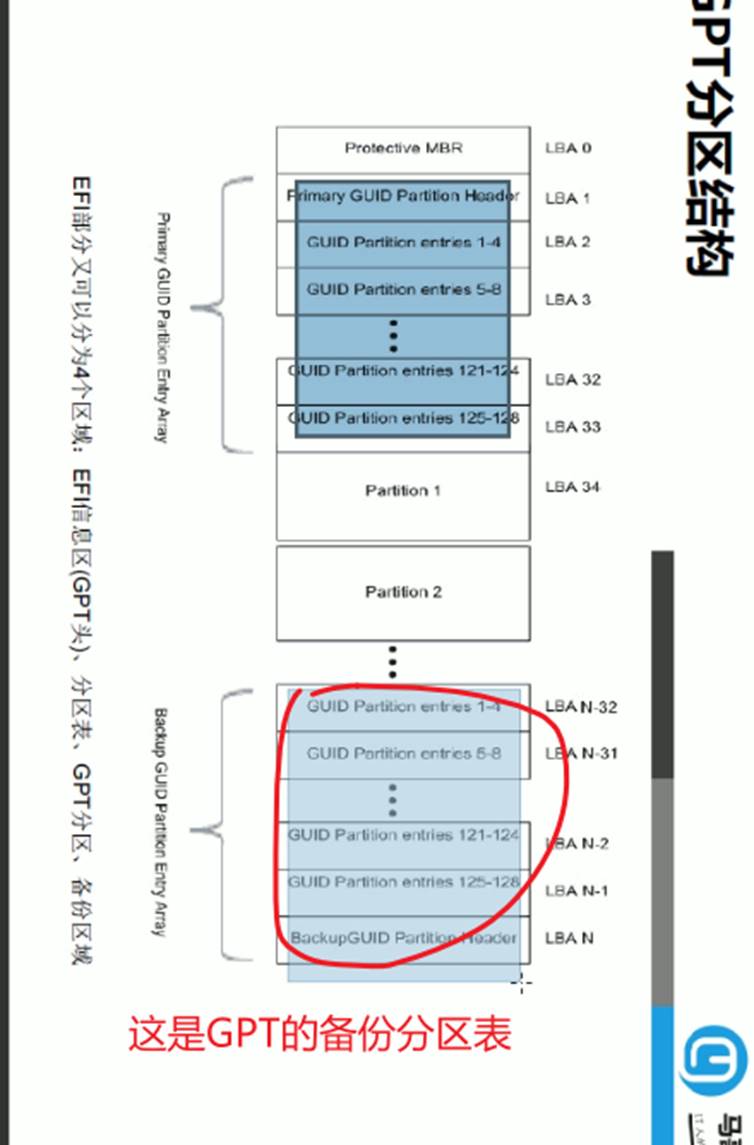 GPT分区结构
Protective MBR
LBA 0
Primary GUID Partition Header
LBA 1
GUID Partition entries 1-4
LBA 2
GUID Partition entries 5-8
LBA 3
GUID Partition entries 121-124
LBA 32
GUID Partition entries 125-128
LBA 33
Partition 1
LBA 34
Partition 2
GUID Partition entries 1-4
LBA N-32
GUID Partition entries 5-8
LBA N-31
GUID Partition entries 121-124
LBA N-2
GUID Partition entries 125-128
LBA N-1
BackupGUID Partition Header
LBA N
Primary GUID Partition Entry Array
Backup GUID Partition Entry Array
EFI部分又可以分为4个区域：EFI信息区(GPT头)、分区表、GPT分区、备份区域
这是GPT的备份分区表